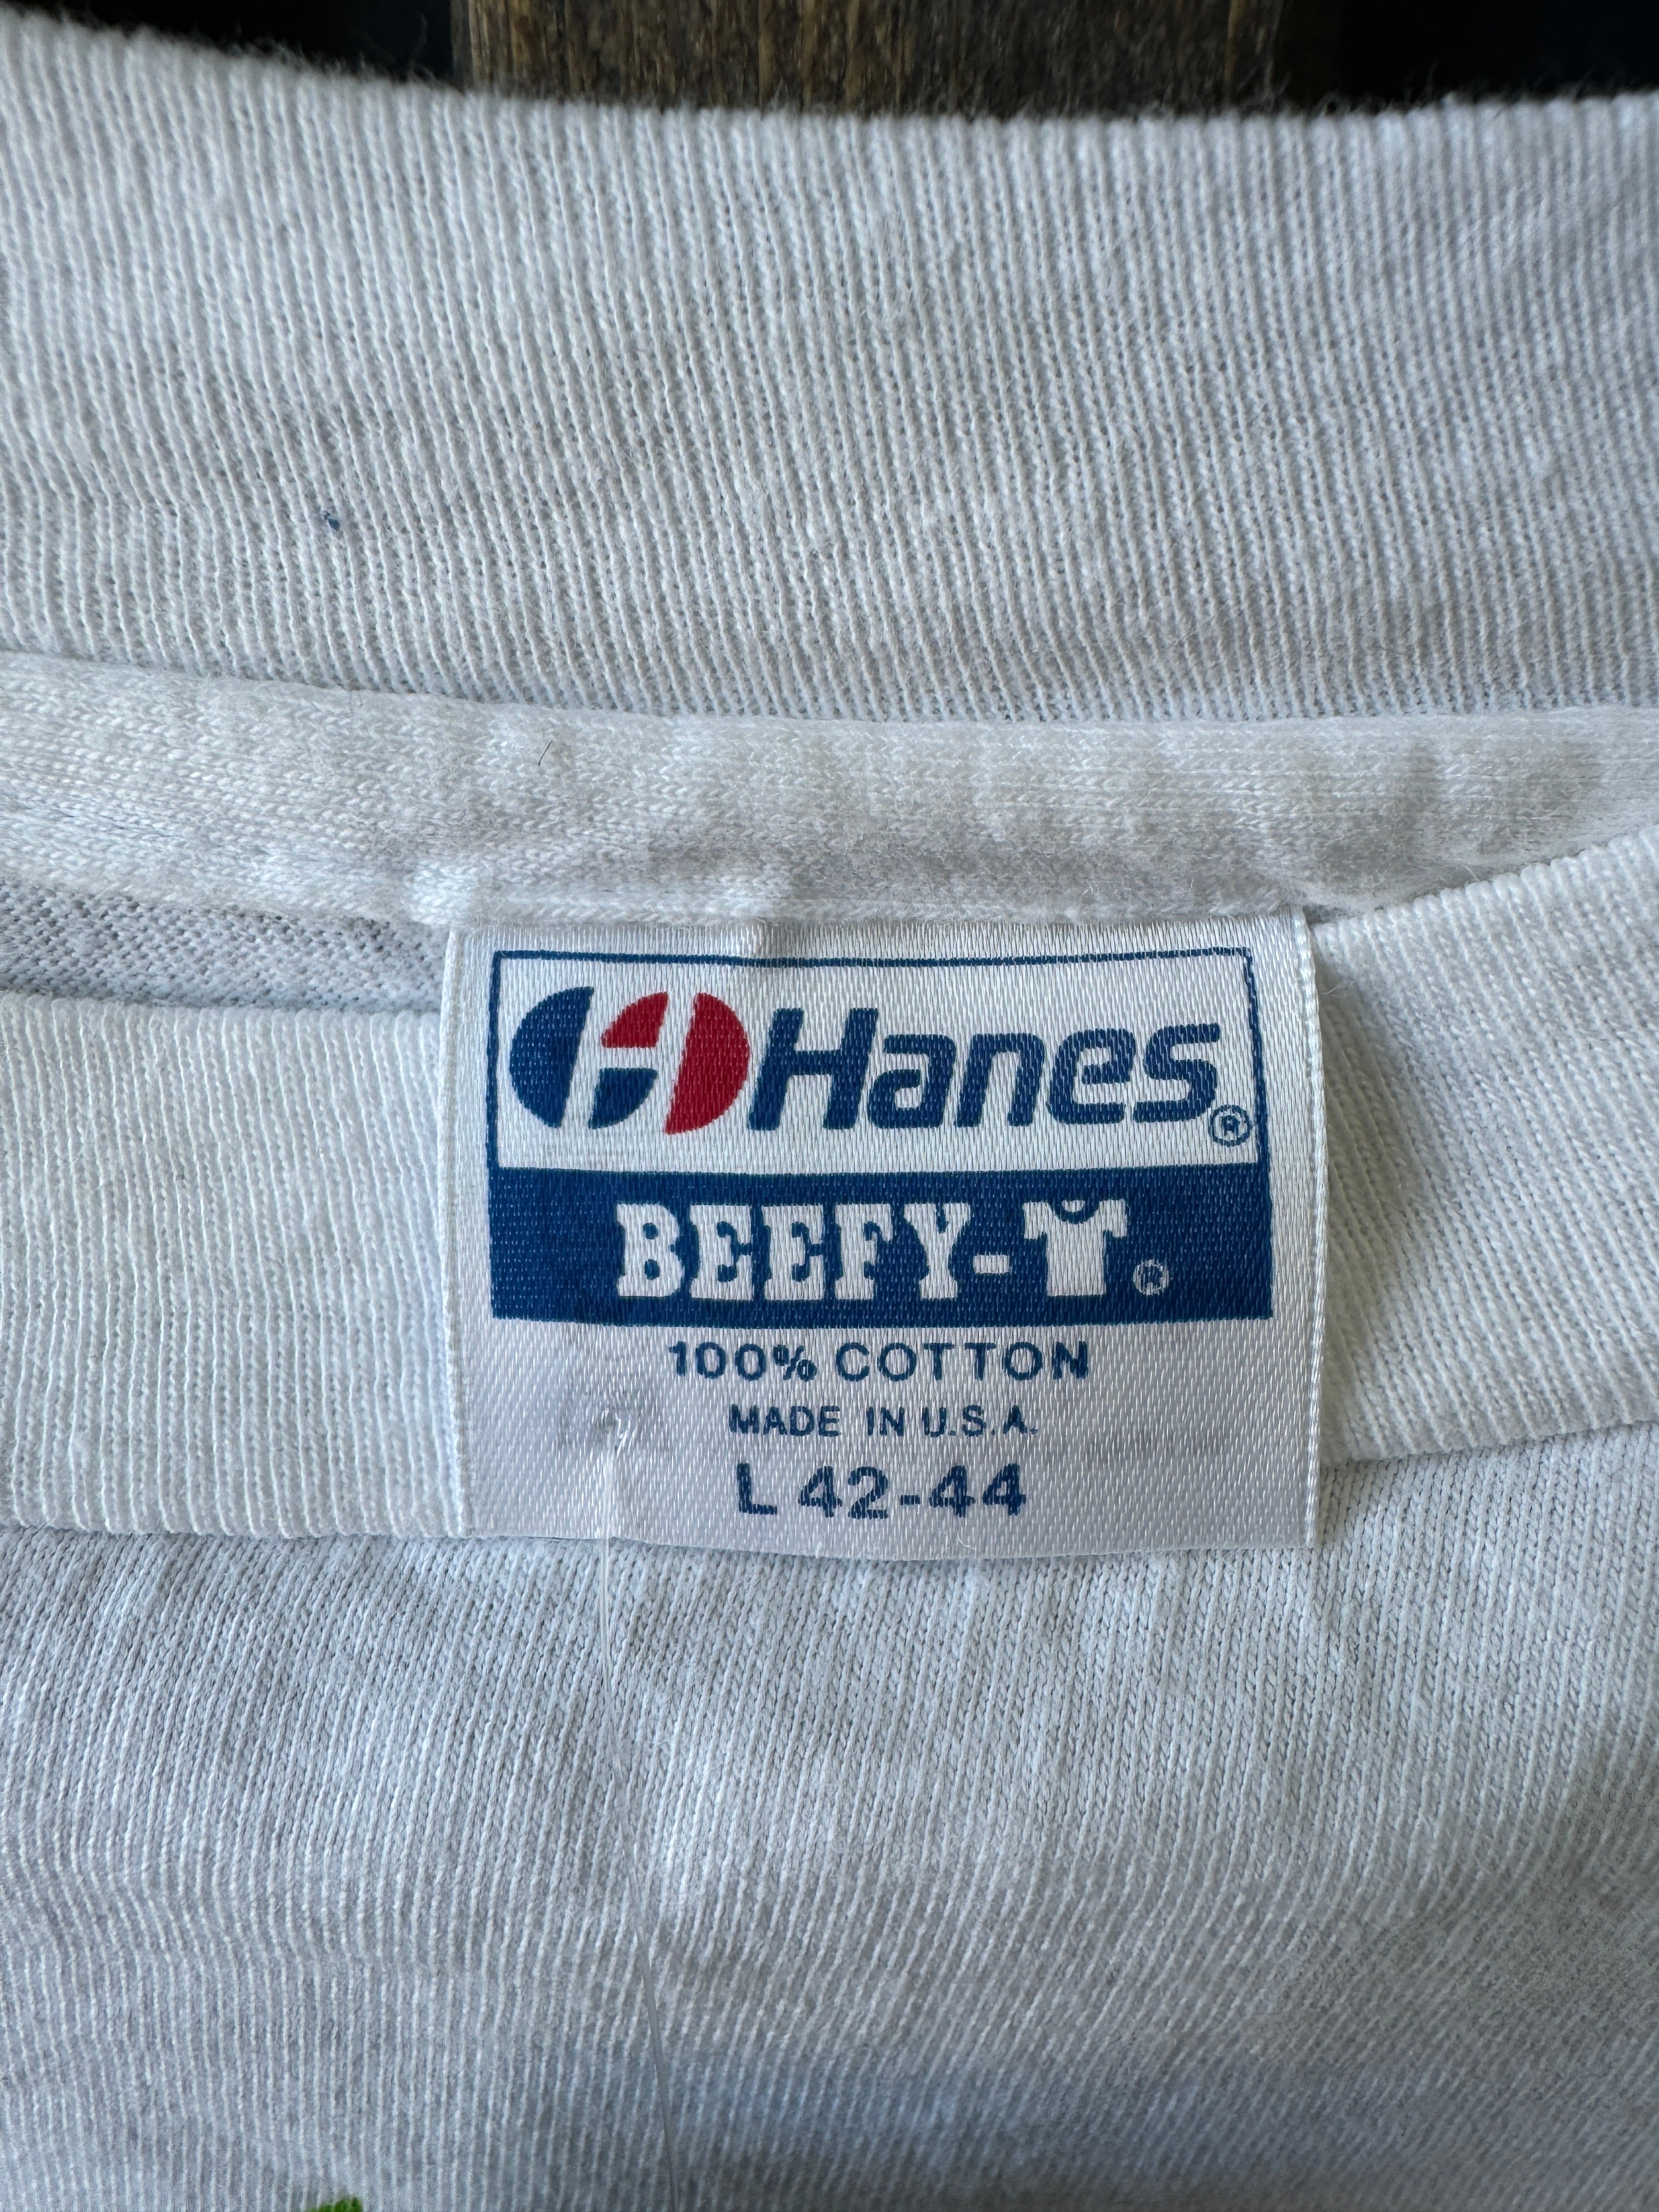 Hanes®
BEEFY-T®
100% COTTON
MADE IN U.S.A.
L 42-44